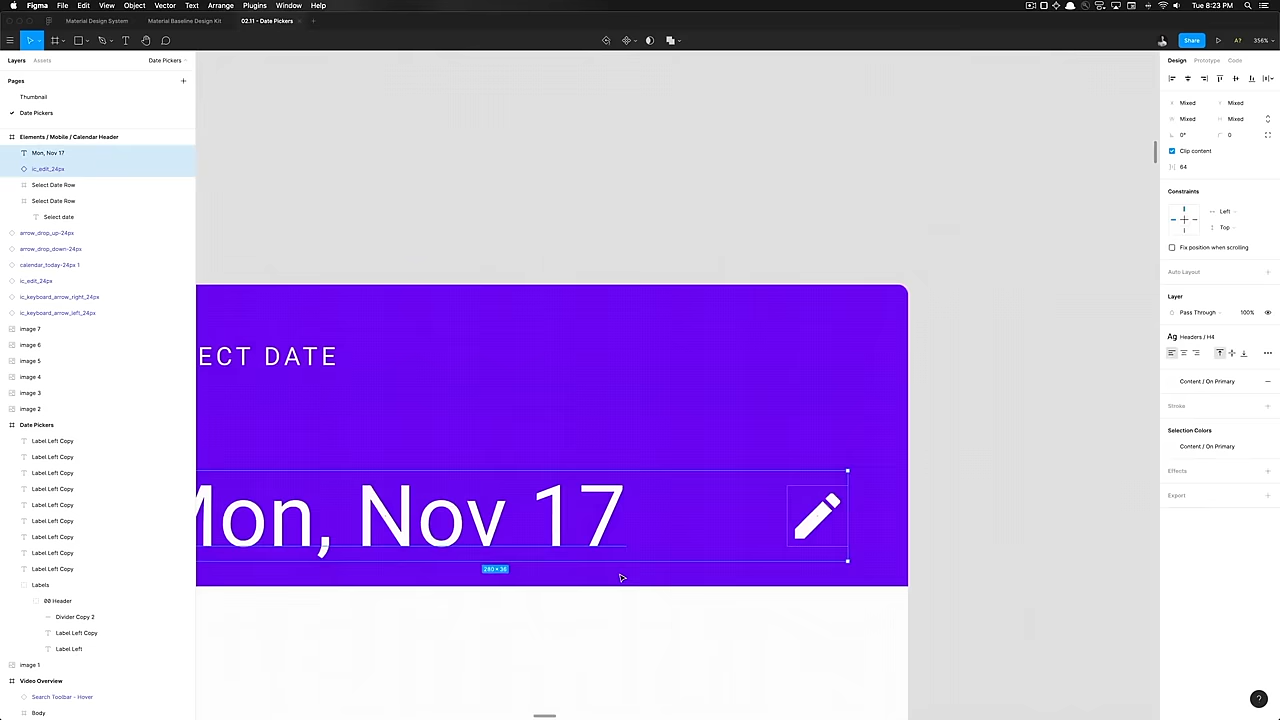 Figma File Edit View Object Vector Text Arrange Plugins Window Help
Tue 8:23 PM
Material Design System Material Baseline Design Kit 02.11 - Date Pickers
Share A? 356%
Layers Assets Date Pickers
Design Prototype Code
Pages
Thumbnail
Date Pickers
Elements / Mobile / Calendar Header
Mon, Nov 17
ic_edit_24px
Select Date Row
Select Date Row
Select date
arrow_drop_up-24px
arrow_drop_down-24px
calendar_today-24px 1
ic_edit_24px
ic_keyboard_arrow_right_24px
ic_keyboard_arrow_left_24px
image 7
image 6
image 5
image 4
image 3
image 2
Date Pickers
Label Left Copy
Label Left Copy
Label Left Copy
Label Left Copy
Label Left Copy
Label Left Copy
Label Left Copy
Label Left Copy
Label Left Copy
Labels
00 Header
Divider Copy 2
Label Left Copy
Label Left
image 1
Video Overview
Search Toolbar - Hover
Body
ECT DATE
Mon, Nov 17
280 × 36
X Mixed Y Mixed
W Mixed H Mixed
0° 0
Clip content
64
Constraints
Left
Top
Fix position when scrolling
Auto Layout
Layer
Pass Through 100%
Ag Headers / H4
Content / On Primary
Stroke
Selection Colors
Content / On Primary
Effects
Export
?